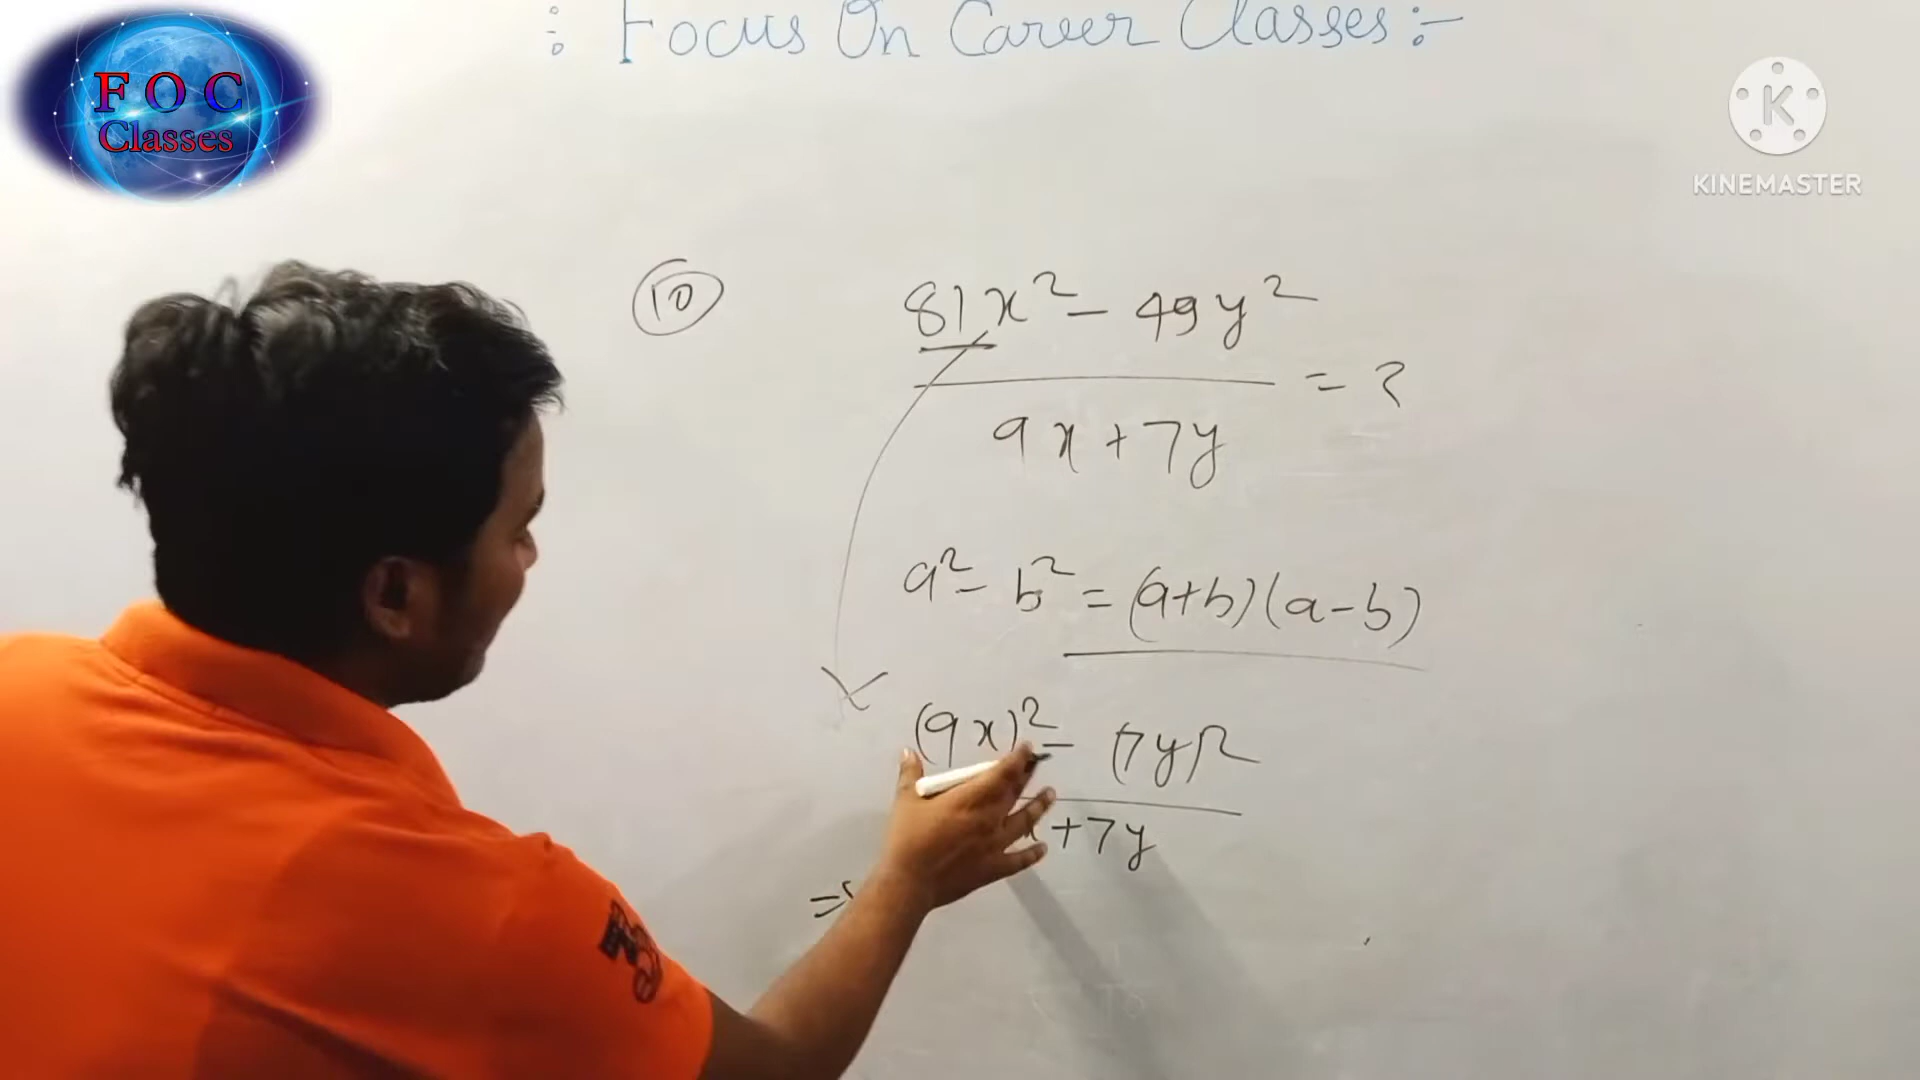 :- Focus On Career Classes :-
F O C
Classes
KINEMASTER
(10) 81x² - 49y²
9x + 7y = ?
a² - b² = (a+b)(a-b)
(9x)² - (7y)²
x + 7y
=>